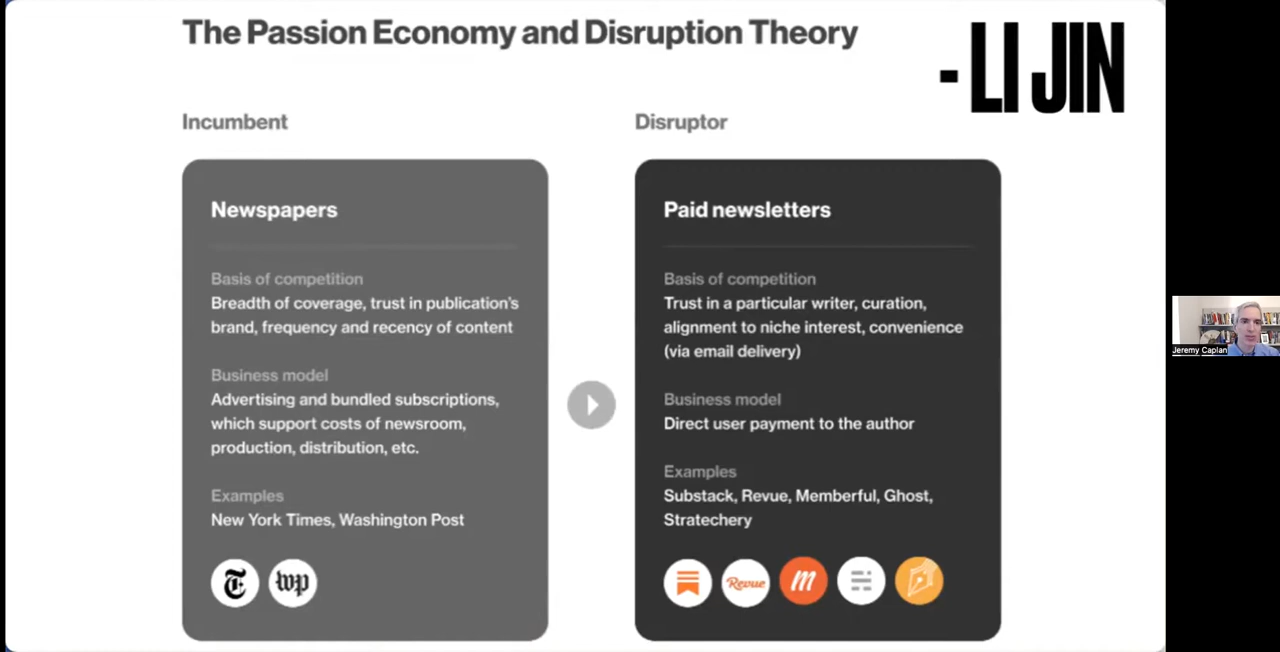 The Passion Economy and Disruption Theory
- LI JIN
Incumbent
Newspapers
Basis of competition
Breadth of coverage, trust in publication's
brand, frequency and recency of content
Business model
Advertising and bundled subscriptions,
which support costs of newsroom,
production, distribution, etc.
Examples
New York Times, Washington Post
T
wp
Disruptor
Paid newsletters
Basis of competition
Trust in a particular writer, curation,
alignment to niche interest, convenience
(via email delivery)
Business model
Direct user payment to the author
Examples
Substack, Revue, Memberful, Ghost,
Stratechery
Revue
m
Jeremy Caplan